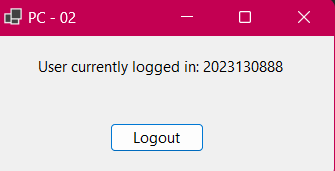 PC - 02
User currently logged in: 2023130888
Logout